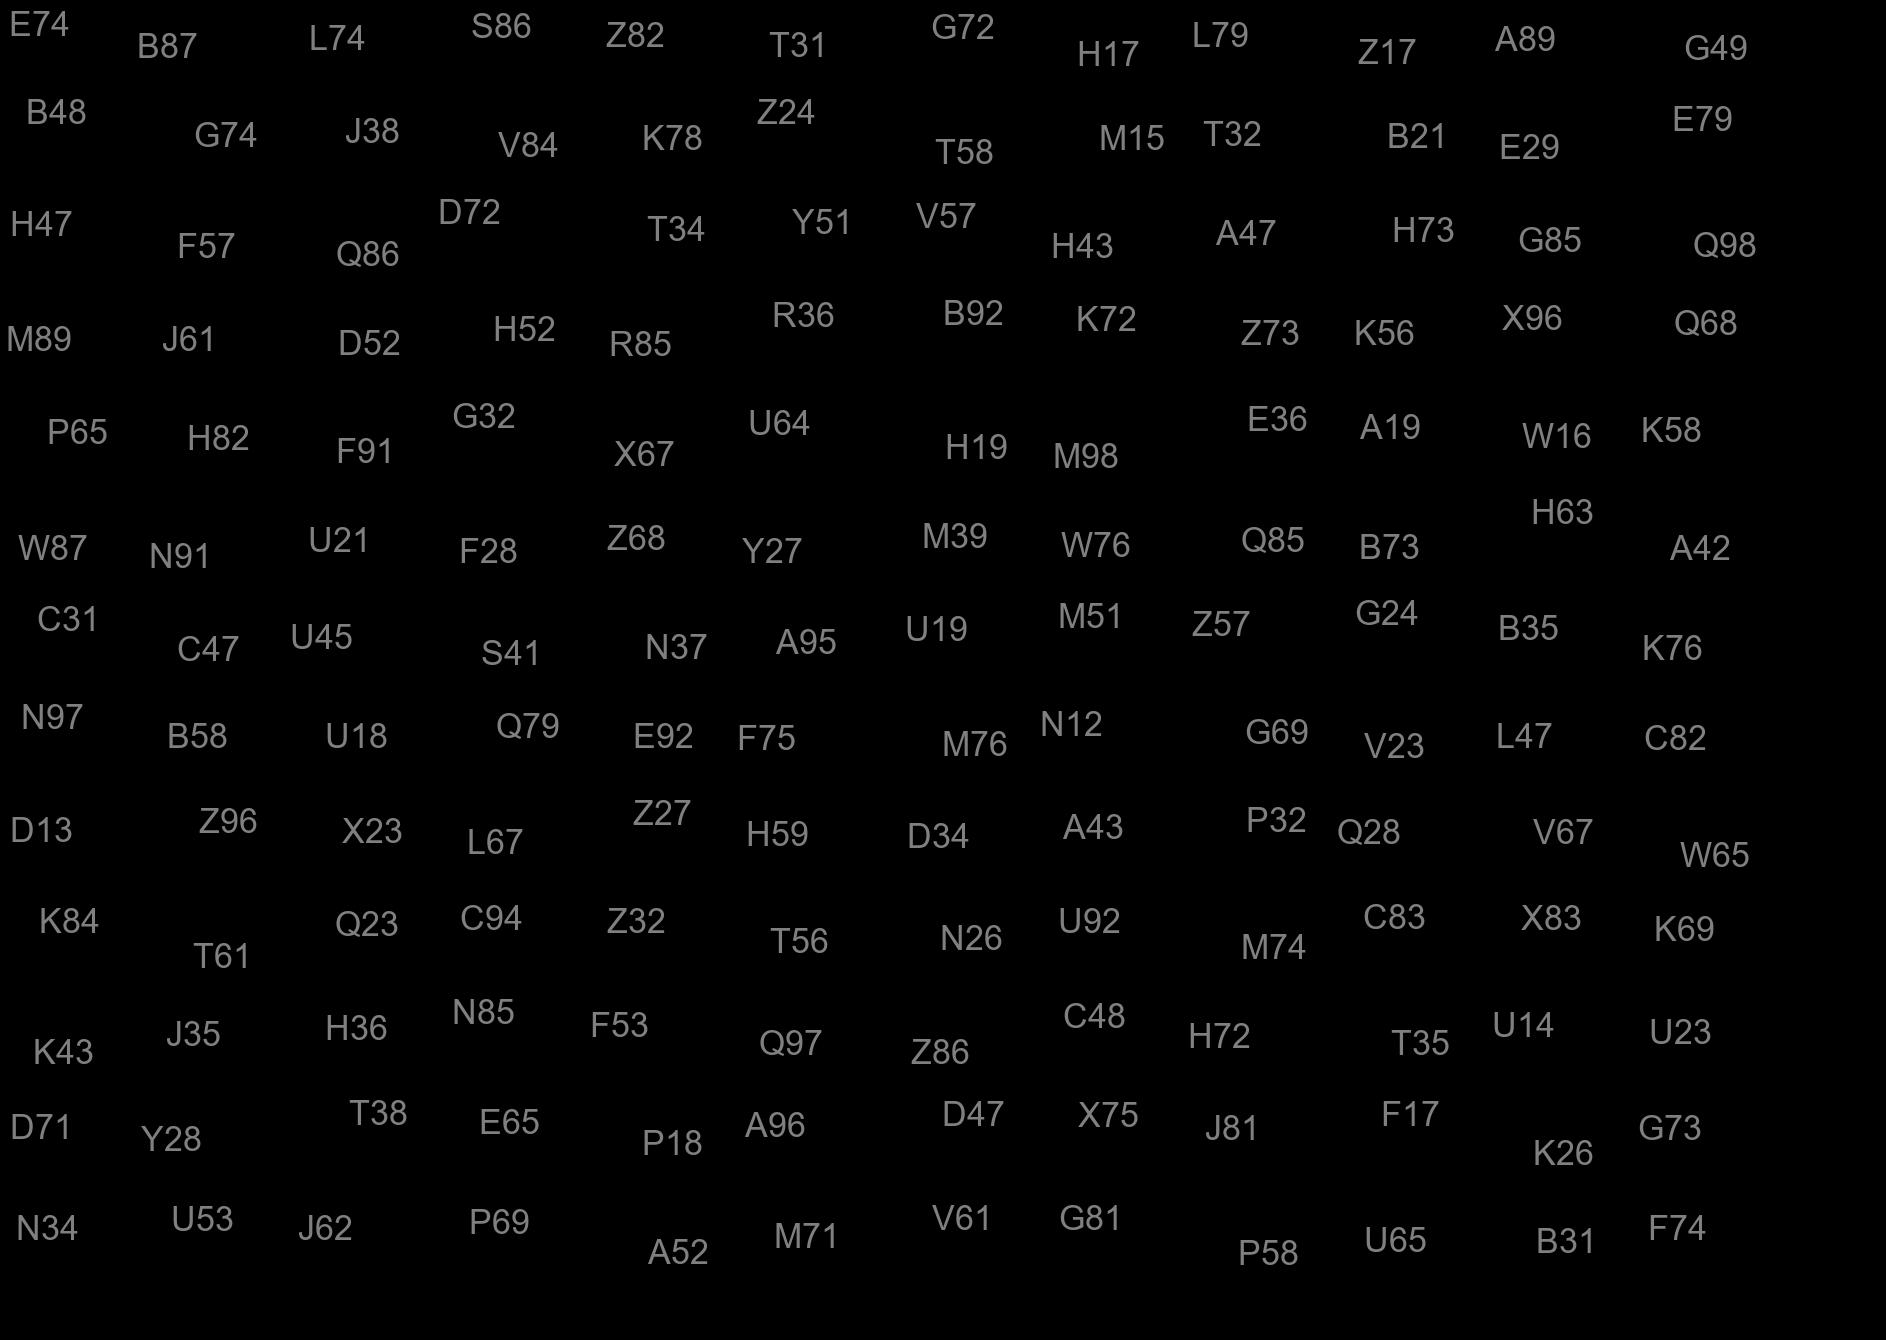 E74 B87 L74 S86 Z82 T31 G72 H17 L79 Z17 A89 G49
B48 G74 J38 V84 K78 Z24 T58 M15 T32 B21 E29 E79
H47 F57 Q86 D72 T34 Y51 V57 H43 A47 H73 G85 Q98
M89 J61 D52 H52 R85 R36 B92 K72 Z73 K56 X96 Q68
P65 H82 F91 G32 X67 U64 H19 M98 E36 A19 W16 K58
W87 N91 U21 F28 Z68 Y27 M39 W76 Q85 B73 H63 A42
C31 C47 U45 S41 N37 A95 U19 M51 Z57 G24 B35 K76
N97 B58 U18 Q79 E92 F75 M76 N12 G69 V23 L47 C82
D13 Z96 X23 L67 Z27 H59 D34 A43 P32 Q28 V67 W65
K84 T61 Q23 C94 Z32 T56 N26 U92 M74 C83 X83 K69
K43 J35 H36 N85 F53 Q97 Z86 C48 H72 T35 U14 U23
D71 Y28 T38 E65 P18 A96 D47 X75 J81 F17 K26 G73
N34 U53 J62 P69 A52 M71 V61 G81 P58 U65 B31 F74